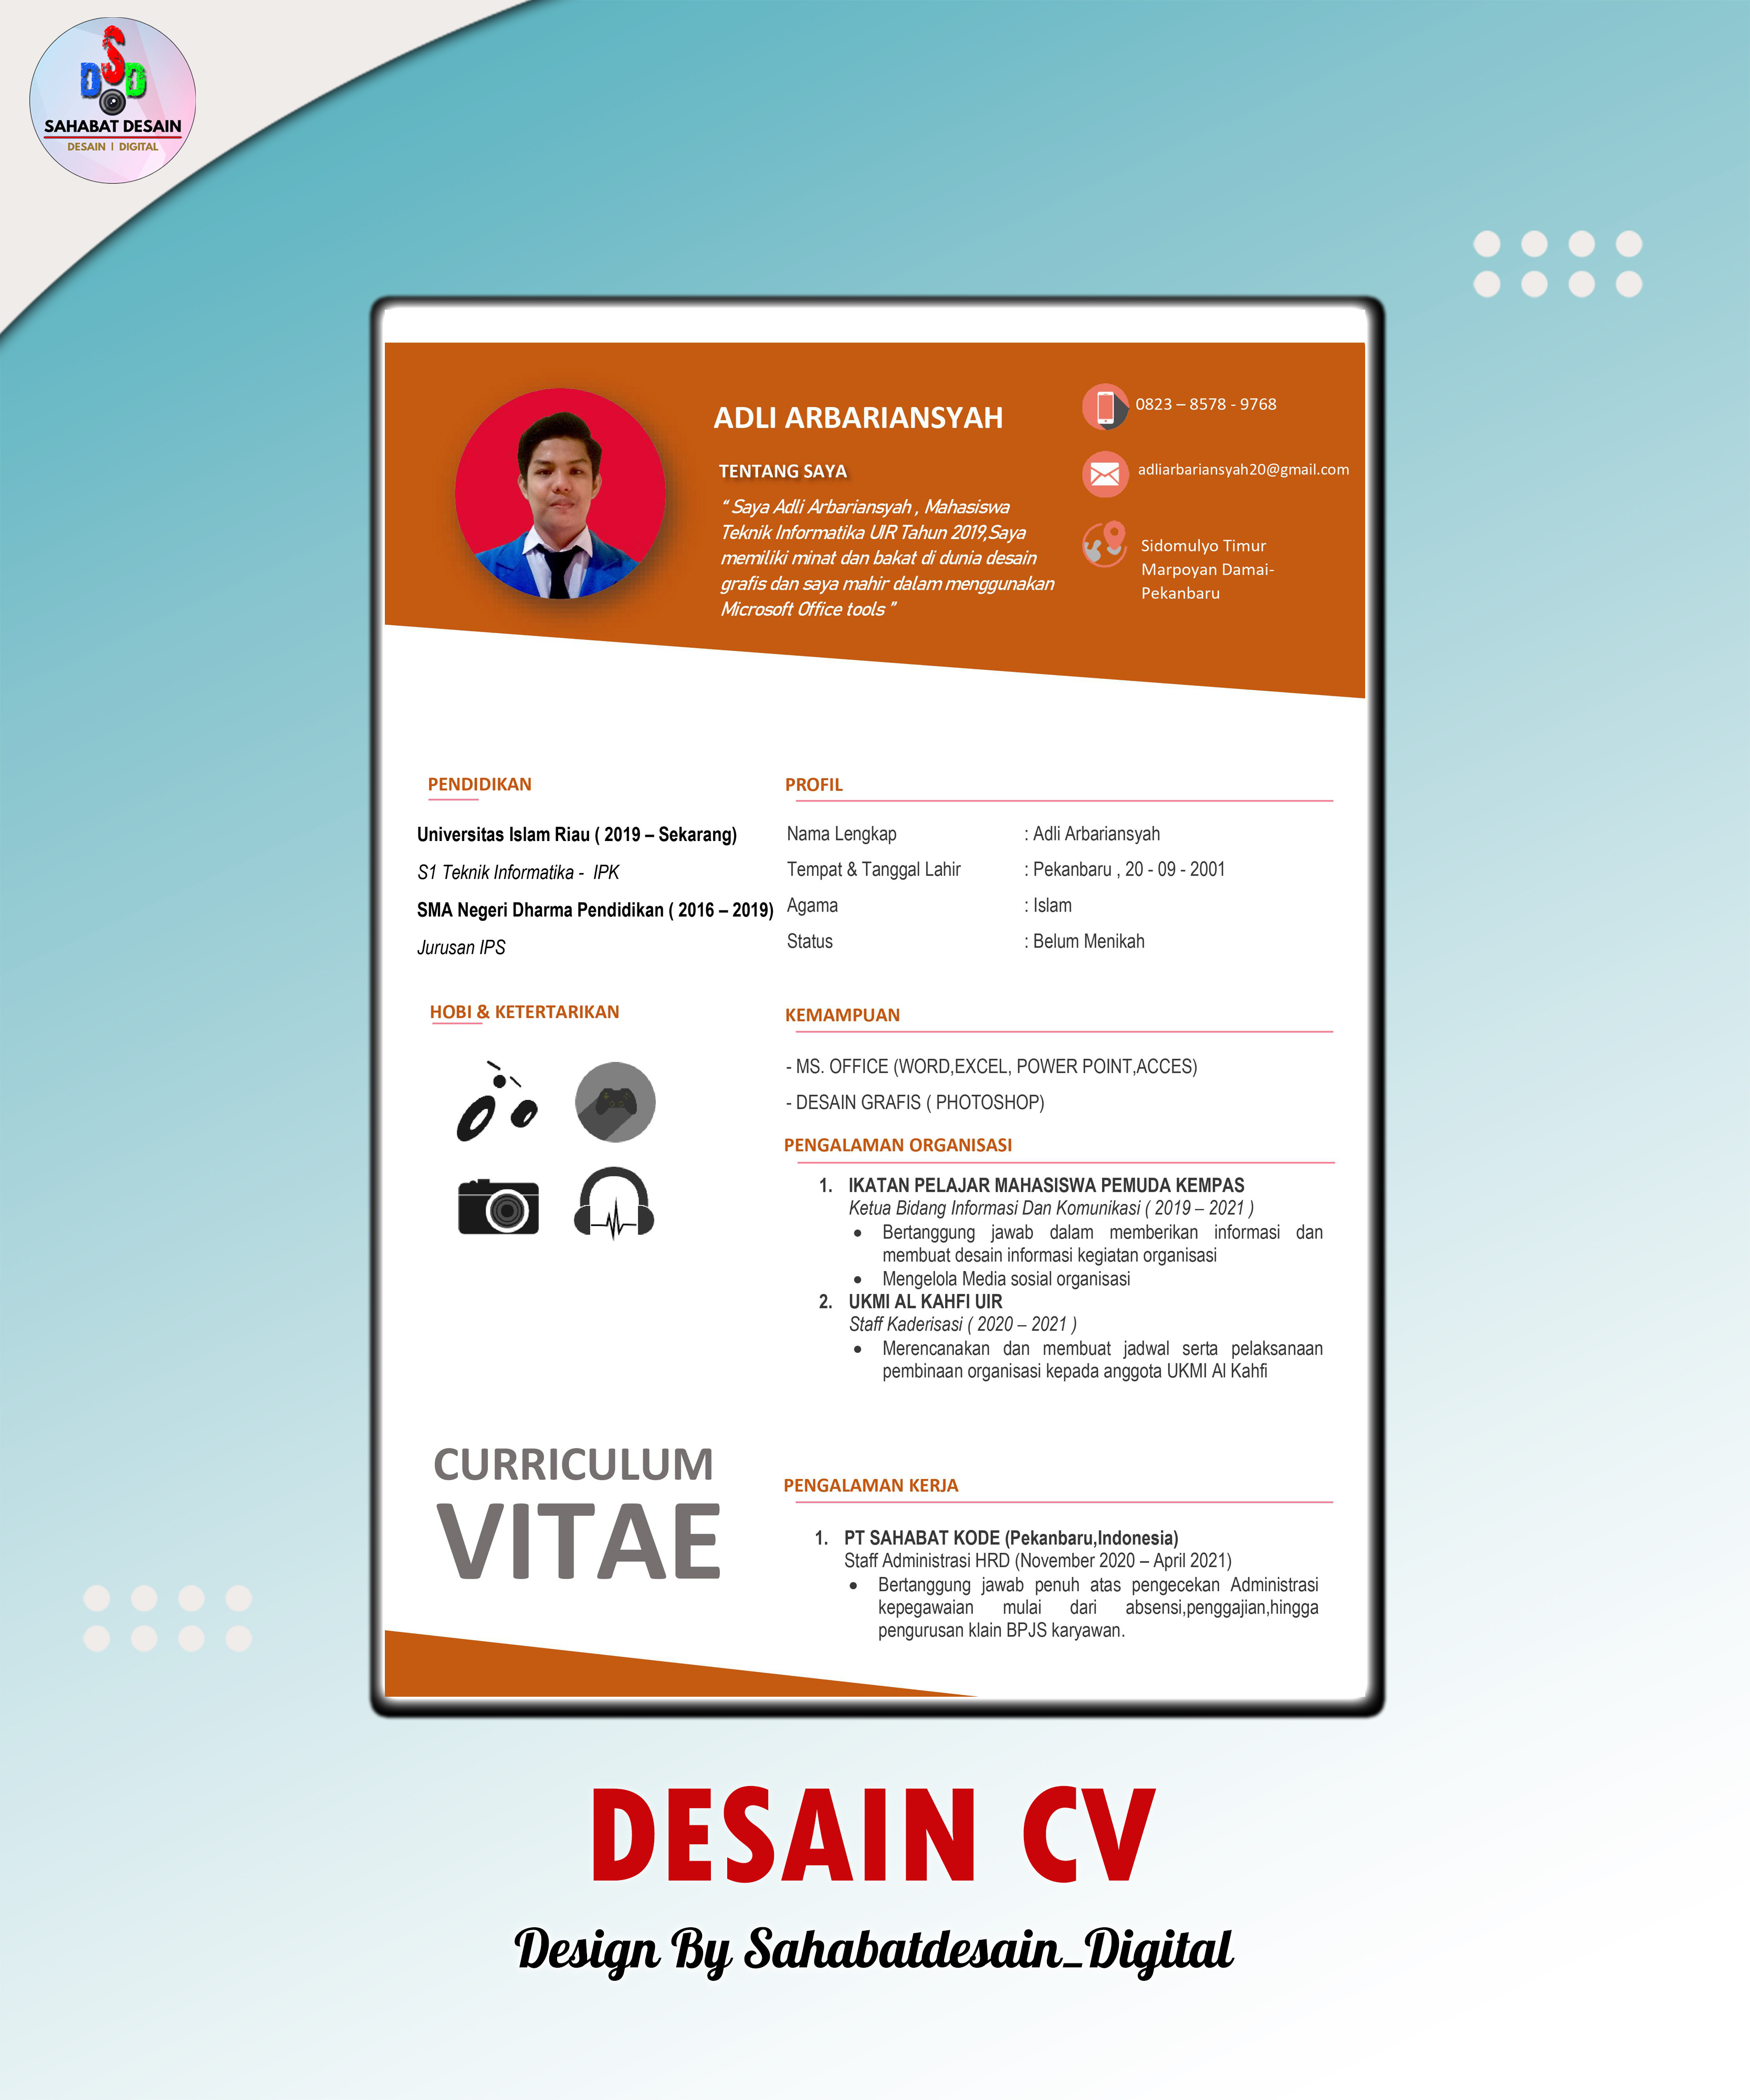 DSD
SAHABAT DESAIN
DESAIN | DIGITAL
ADLI ARBARIANSYAH
TENTANG SAYA
“ Saya Adli Arbariansyah , Mahasiswa
Teknik Informatika UIR Tahun 2019,Saya
memiliki minat dan bakat di dunia desain
grafis dan saya mahir dalam menggunakan
Microsoft Office tools ”
0823 – 8578 - 9768
adliarbariansyah20@gmail.com
Sidomulyo Timur
Marpoyan Damai-
Pekanbaru
PENDIDIKAN
Universitas Islam Riau ( 2019 – Sekarang)
S1 Teknik Informatika - IPK
SMA Negeri Dharma Pendidikan ( 2016 – 2019)
Jurusan IPS
HOBI & KETERTARIKAN
CURRICULUM
VITAE
PROFIL
Nama Lengkap : Adli Arbariansyah
Tempat & Tanggal Lahir : Pekanbaru , 20 - 09 - 2001
Agama : Islam
Status : Belum Menikah
KEMAMPUAN
- MS. OFFICE (WORD,EXCEL, POWER POINT,ACCES)
- DESAIN GRAFIS ( PHOTOSHOP)
PENGALAMAN ORGANISASI
1. IKATAN PELAJAR MAHASISWA PEMUDA KEMPAS
Ketua Bidang Informasi Dan Komunikasi ( 2019 – 2021 )
• Bertanggung jawab dalam memberikan informasi dan
membuat desain informasi kegiatan organisasi
• Mengelola Media sosial organisasi
2. UKMI AL KAHFI UIR
Staff Kaderisasi ( 2020 – 2021 )
• Merencanakan dan membuat jadwal serta pelaksanaan
pembinaan organisasi kepada anggota UKMI Al Kahfi
PENGALAMAN KERJA
1. PT SAHABAT KODE (Pekanbaru,Indonesia)
Staff Administrasi HRD (November 2020 – April 2021)
• Bertanggung jawab penuh atas pengecekan Administrasi
kepegawaian mulai dari absensi,penggajian,hingga
pengurusan klain BPJS karyawan.
DESAIN CV
Design By Sahabatdesain_Digital